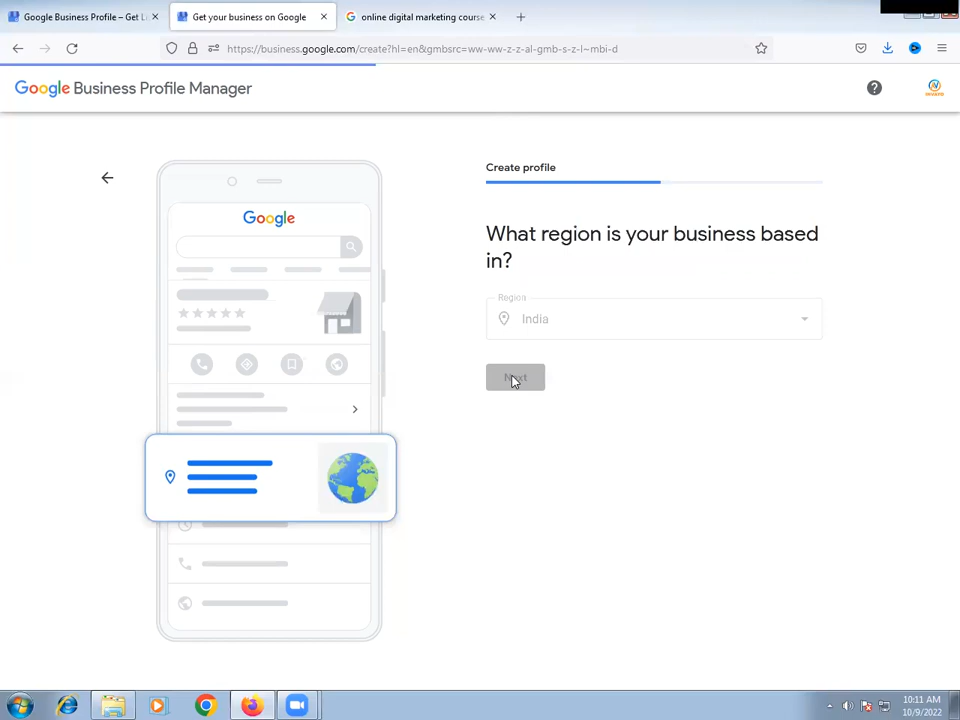 Google Business Profile – Get Li
Get your business on Google
online digital marketing course
https://business.google.com/create?hl=en&gmbsrc=ww-ww-z-z-al-gmb-s-z-l~mbi-d
Google Business Profile Manager
Create profile
What region is your business based
in?
Region
India
Next
Google
10:11 AM
10/9/2022